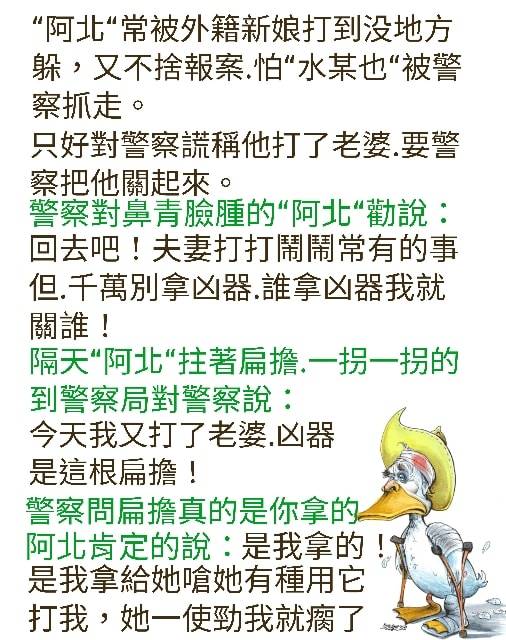 “阿北“常被外籍新娘打到没地方
躲，又不捨報案.怕“水某也“被警
察抓走。
只好對警察謊稱他打了老婆.要警
察把他關起來。
警察對鼻青臉腫的“阿北“勸說：
回去吧！夫妻打打鬧鬧常有的事
但.千萬別拿凶器.誰拿凶器我就
關誰！
隔天“阿北“拄著扁擔.一拐一拐的
到警察局對警察說：
今天我又打了老婆.凶器
是這根扁擔！
警察問扁擔真的是你拿的
阿北肯定的說：是我拿的！
是我拿給她嗆她有種用它
打我，她一使勁我就瘸了